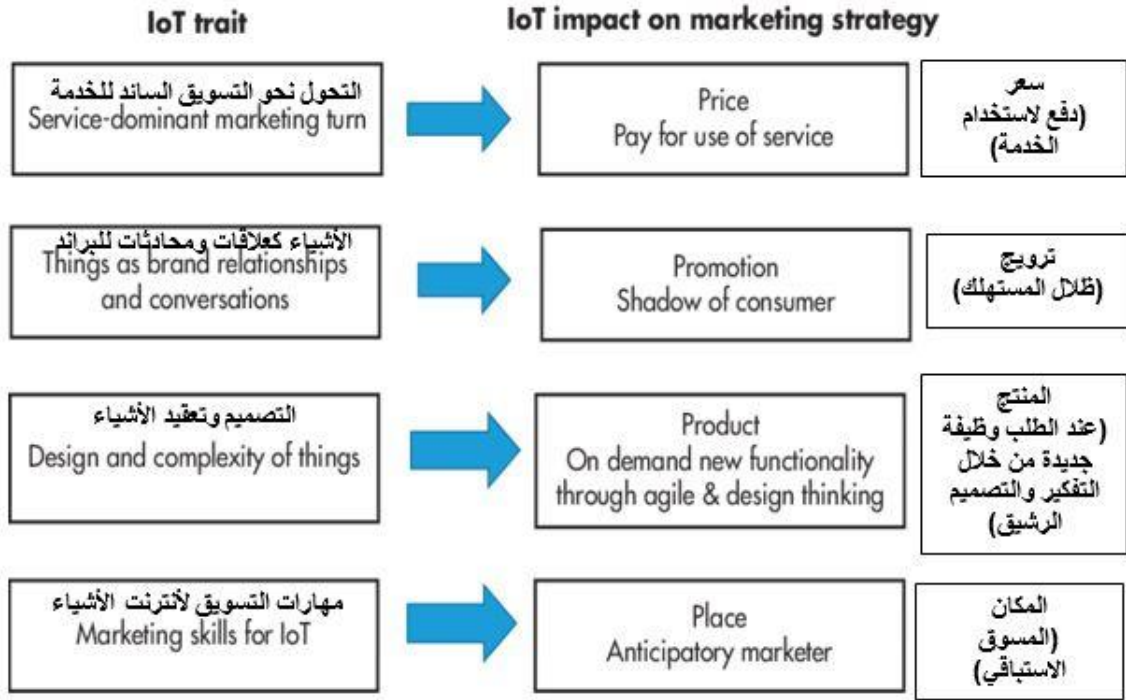 IoT trait
IoT impact on marketing strategy
التحول نحو التسويق السائد للخدمة
Service-dominant marketing turn
Price
Pay for use of service
سعر
(دفع لاستخدام
الخدمة)
الأشياء كعلاقات ومحادثات للبراند
Things as brand relationships
and conversations
Promotion
Shadow of consumer
ترويج
(ظلال المستهلك)
التصميم وتعقيد الأشياء
Design and complexity of things
Product
On demand new functionality
through agile & design thinking
المنتج
(عند الطلب وظيفة
جديدة من خلال
التفكير والتصميم
الرشيق)
مهارات التسويق لأنترنت الأشياء
Marketing skills for IoT
Place
Anticipatory marketer
المكان
(المسوق
الاستباقي)